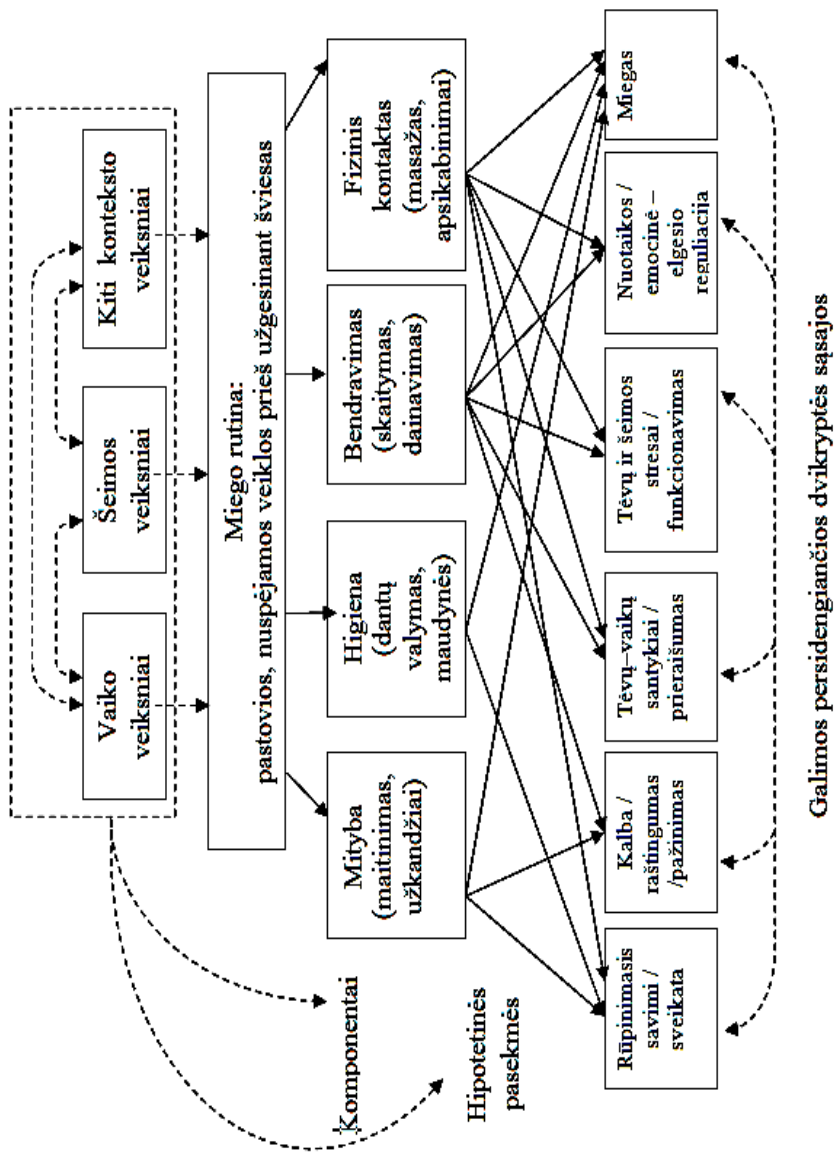 Vaiko
veiksniai
Šeimos
veiksniai
Kiti konteksto
veiksniai
Miego rutina:
pastovios, nuspėjamos veiklos prieš užgesinant šviesas
Komponentai
Mityba
(maitinimas,
užkandžiai)
Higiena
(dantų
valymas,
maudynės)
Bendravimas
(skaitymas,
dainavimas)
Fizinis
kontaktas
(masažas,
apsikabinimai)
Hipotetinės
pasekmės
Rūpinimasis
savimi /
sveikata
Kalba /
raštingumas
/pažinimas
Tėvų–vaikų
santykiai /
prieraišumas
Tėvų ir šeimos
stresai /
funkcionavimas
Nuotaikos /
emocinė –
elgesio
reguliacija
Miegas
Galimos persidengiančios dvikryptės sąsajos